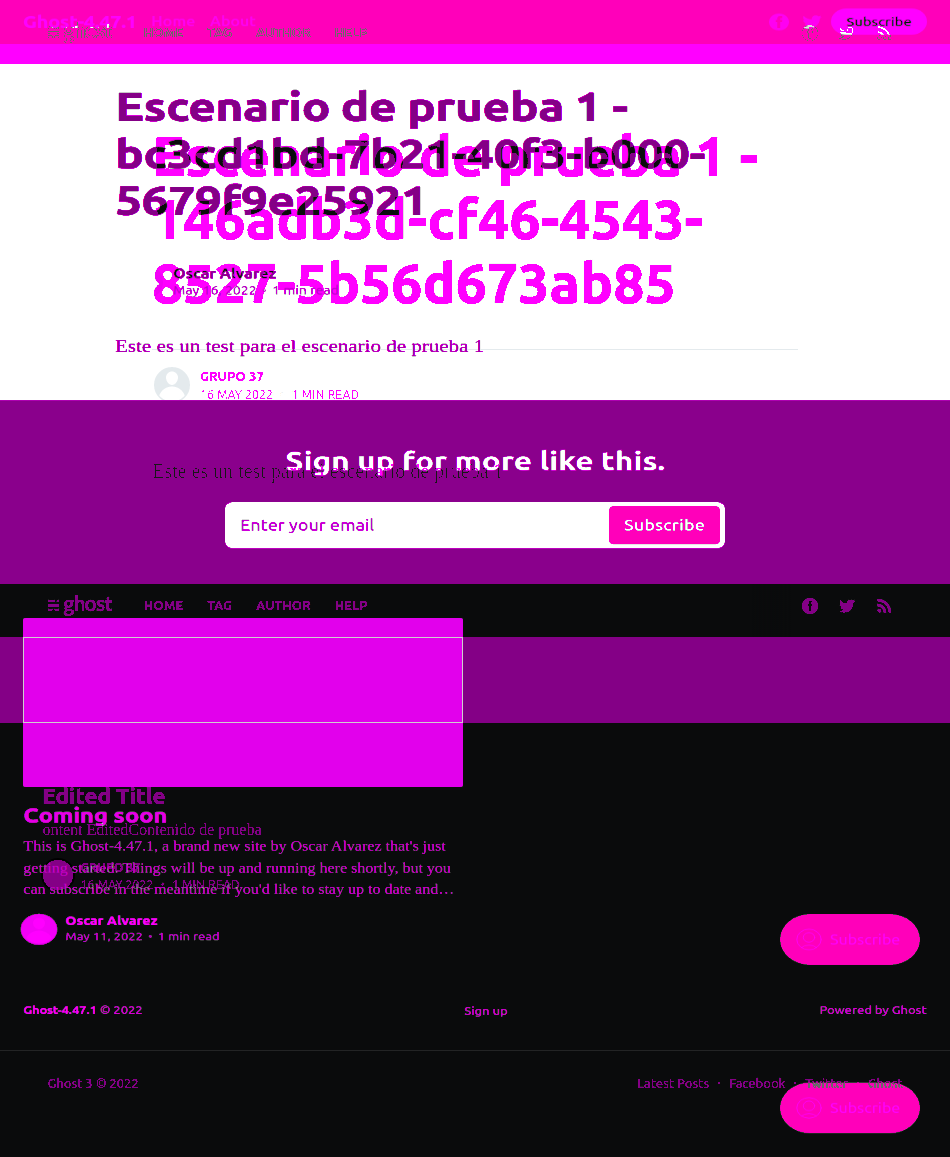 Ghost-4.47.1 Home About Subscribe
Escenario de prueba 1 -
bc3cd1bd-7b21-40f3-b000-
5679f9e25921
Escenario de prueba 1 -
146adb3d-cf46-4543-
8527-5b56d673ab85
Oscar Alvarez
May 16, 2022 • 1 min read
Este es un test para el escenario de prueba 1
GRUPO 37
16 MAY 2022 1 MIN READ
Sign up for more like this.
Este es un test para el escenario de prueba 1
Enter your email Subscribe
ghost HOME TAG AUTHOR HELP
Edited Title
Coming soon
ontent EditedContenido de prueba
This is Ghost-4.47.1, a brand new site by Oscar Alvarez that's just
getting started. Things will be up and running here shortly, but you
can subscribe in the meantime if you'd like to stay up to date and…
16 MAY 2022 • 1 MIN READ
Oscar Alvarez
May 11, 2022 • 1 min read
Subscribe
Ghost-4.47.1 © 2022 Sign up Powered by Ghost
Ghost 3 © 2022 Latest Posts • Facebook • Twitter • Ghost
Subscribe